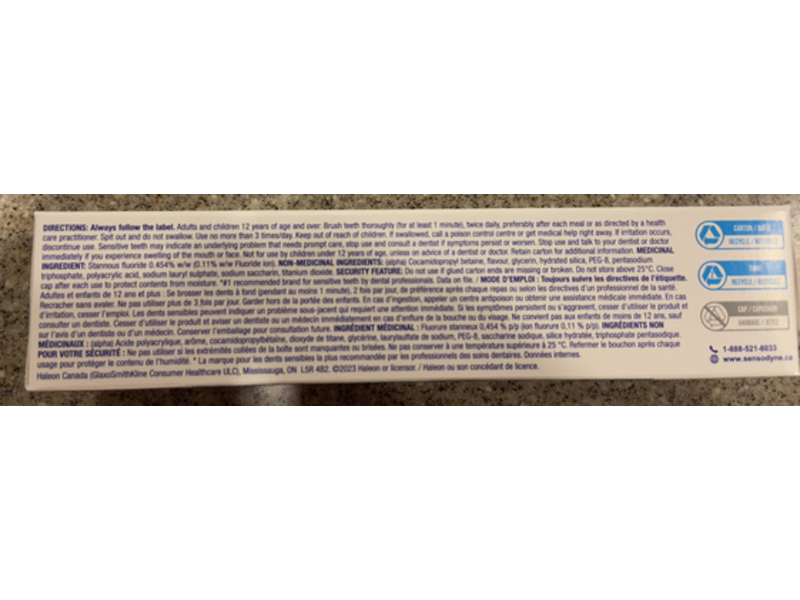 DIRECTIONS: Always follow the label. Adults and children 12 years of age and over: Brush teeth thoroughly (for at least 1 minute), twice daily, preferably after each meal or as directed by a health
care practitioner. Spit out and do not swallow. Use no more than 3 times/day. Keep out of reach of children. If swallowed, call a poison control centre or get medical help right away. If irritation occurs,
discontinue use. Sensitive teeth may indicate an underlying problem that needs prompt care, stop use and consult a dentist if symptoms persist or worsen. Stop use and talk to your dentist or doctor
immediately if you experience swelling of the mouth or face. Not for use by children under 12 years of age, unless on advice of a dentist or doctor. Retain carton for additional information. MEDICINAL
INGREDIENT: Stannous fluoride 0.454% w/w (0.11% w/w Fluoride ion). NON-MEDICINAL INGREDIENTS: (alpha) Cocamidopropyl betaine, flavour, glycerin, hydrated silica, PEG-8, pentasodium
triphosphate, polyacrylic acid, sodium lauryl sulphate, sodium saccharin, titanium dioxide. SECURITY FEATURE: Do not use if glued carton ends are missing or broken. Do not store above 25°C. Close
cap after each use to protect contents from moisture. *#1 recommended brand for sensitive teeth by dental professionals. Data on file. / MODE D'EMPLOI : Toujours suivre les directives de l'étiquette.
Adultes et enfants de 12 ans et plus : Se brosser les dents à fond (pendant au moins 1 minute), 2 fois par jour, de préférence après chaque repas ou selon les directives d'un professionnel de la santé.
Recracher sans avaler. Ne pas utiliser plus de 3 fois par jour. Garder hors de la portée des enfants. En cas d'ingestion, appeler un centre antipoison ou obtenir une assistance médicale immédiate. En cas
d'irritation, cesser l'emploi. Les dents sensibles peuvent indiquer un problème sous-jacent qui requiert une attention immédiate. Si les symptômes persistent ou s'aggravent, cesser d'utiliser le produit et
consulter un dentiste. Cesser d'utiliser le produit et aviser un dentiste ou un médecin immédiatement en cas d'enflure de la bouche ou du visage. Ne convient pas aux enfants de moins de 12 ans, sauf
sur l'avis d'un dentiste ou d'un médecin. Conserver l'emballage pour consultation future. INGRÉDIENT MÉDICINAL : Fluorure stanneux 0,454 % p/p (ion fluorure 0,11 % p/p). INGRÉDIENTS NON
MÉDICINAUX : (alpha) Acide polyacrylique, arôme, cocamidopropylbétaïne, dioxyde de titane, glycérine, laurylsulfate de sodium, PEG-8, saccharine sodique, silice hydratée, triphosphate pentasodique.
POUR VOTRE SÉCURITÉ : Ne pas utiliser si les extrémités collées de la boîte sont manquantes ou brisées. Ne pas conserver à une température supérieure à 25 °C. Refermer le bouchon après chaque
usage pour protéger le contenu de l'humidité. * La marque pour les dents sensibles la plus recommandée par les professionnels des soins dentaires. Données internes.
Haleon Canada (GlaxoSmithKline Consumer Healthcare ULC), Mississauga, ON L5R 4B2. ©2023 Haleon or licensor. / Haleon ou son concédant de licence.
CARTON / BOÎTE
RECYCLE / RECYCLEZ
TUBE
RECYCLE / RECYCLEZ
CAP / CAPUCHON
GARBAGE / JETEZ
1-888-521-6033
www.sensodyne.ca